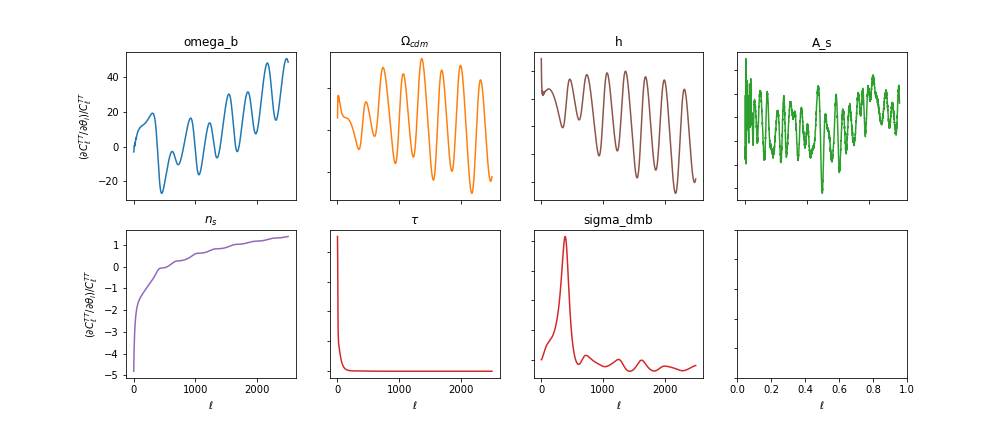 omega_b
Ω_{cdm}
h
A_s
(∂C_ℓ^{TT}/∂θ_i)/C_ℓ^{TT}
40
20
0
−20
n_s
τ
sigma_dmb
(∂C_ℓ^{TT}/∂θ_i)/C_ℓ^{TT}
1
0
−1
−2
−3
−4
−5
0 1000 2000
0 1000 2000
0 1000 2000
0.0 0.2 0.4 0.6 0.8 1.0
ℓ
ℓ
ℓ
ℓ